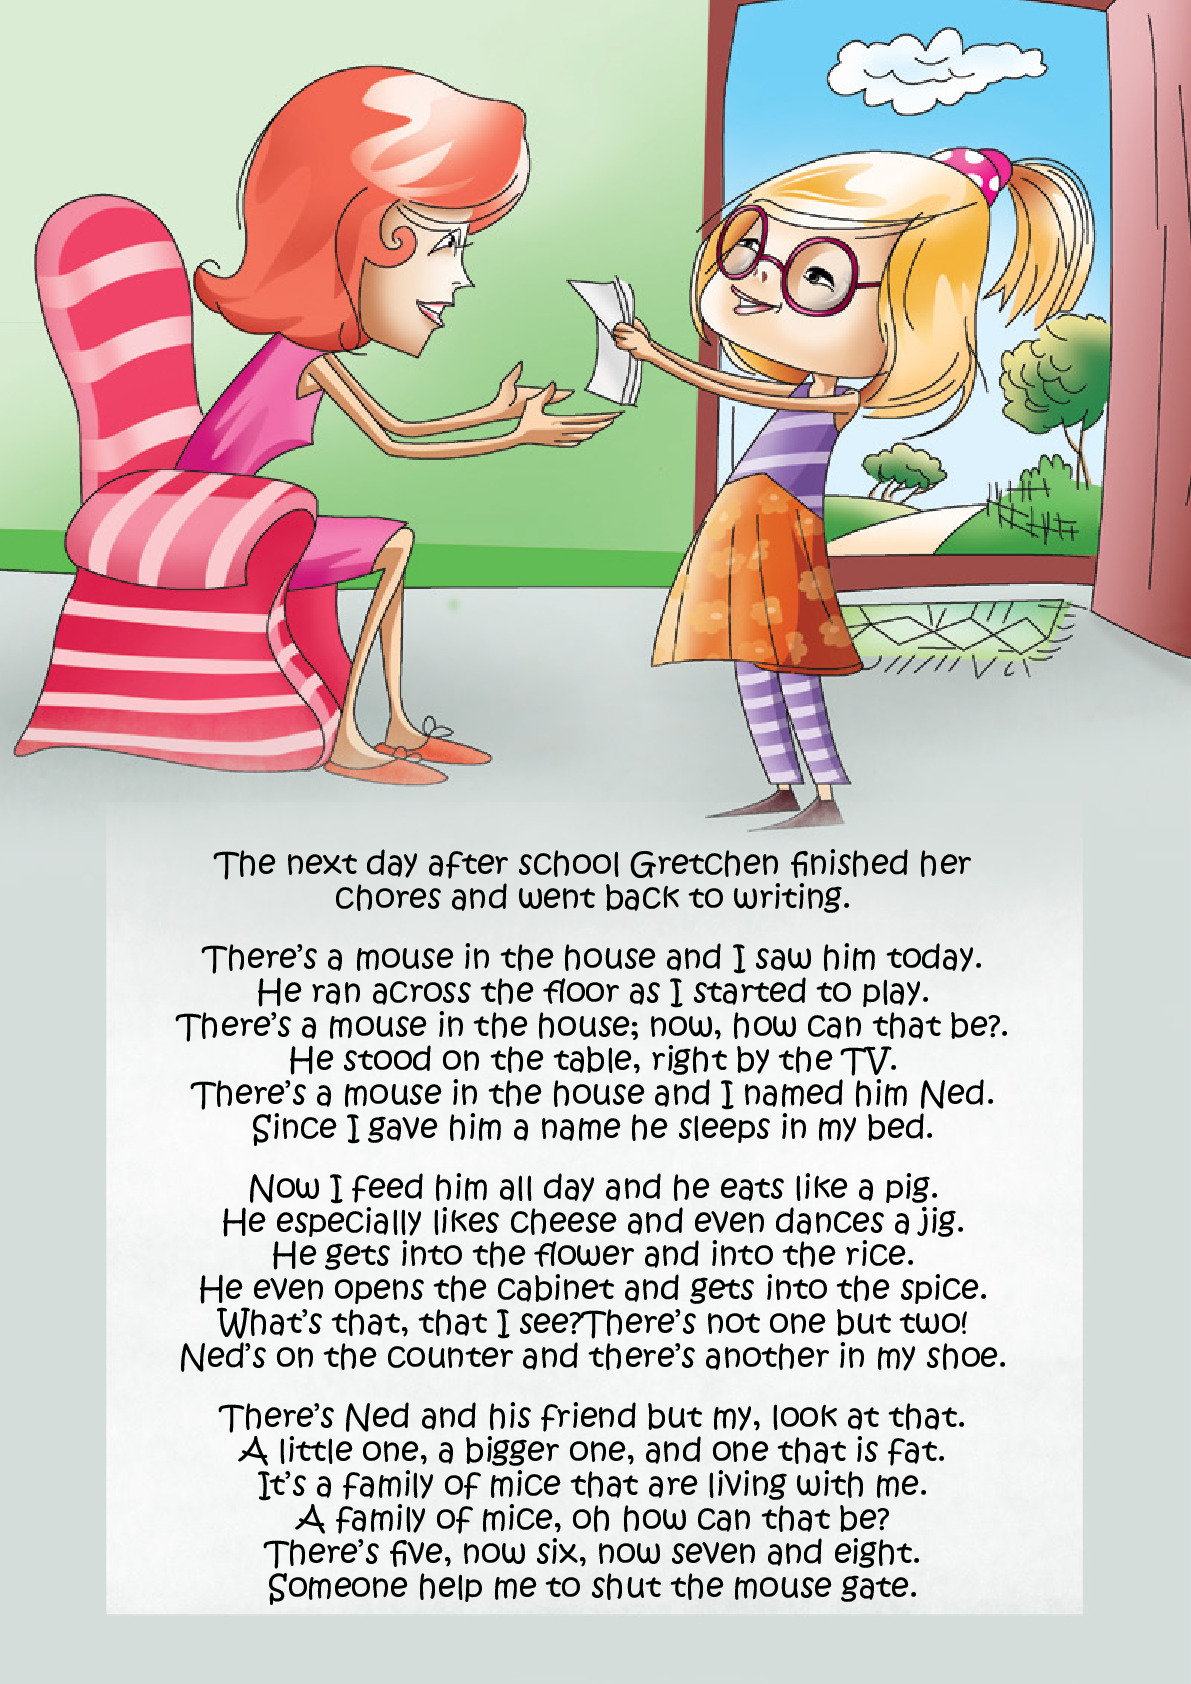 The next day after school Gretchen finished her
chores and went back to writing.
There's a mouse in the house and I saw him today.
He ran across the floor as I started to play.
There's a mouse in the house; now, how can that be?.
He stood on the table, right by the TV.
There's a mouse in the house and I named him Ned.
Since I gave him a name he sleeps in my bed.
Now I feed him all day and he eats like a pig.
He especially likes cheese and even dances a jig.
He gets into the flower and into the rice.
He even opens the cabinet and gets into the spice.
What's that, that I see?There's not one but two!
Ned's on the counter and there's another in my shoe.
There's Ned and his friend but my, look at that.
A little one, a bigger one, and one that is fat.
It's a family of mice that are living with me.
A family of mice, oh how can that be?
There's five, now six, now seven and eight.
Someone help me to shut the mouse gate.